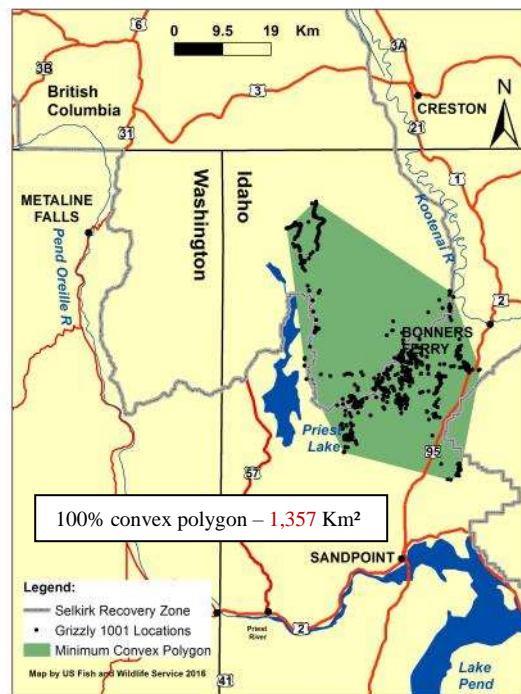 0 9.5 19 Km
6
3A
3B
British
Columbia
3
CRESTON
N
21
31
1
METALINE
FALLS
Washington
Idaho
Kootenai R
Pend Oreille R
2
BONNERS
FERRY
Priest
Lake
95
57
100% convex polygon – 1,357 Km²
SANDPOINT
Legend:
Selkirk Recovery Zone
Grizzly 1001 Locations
Minimum Convex Polygon
Priest
River
2
Lake
Pend
Map by US Fish and Wildlife Service 2016
41